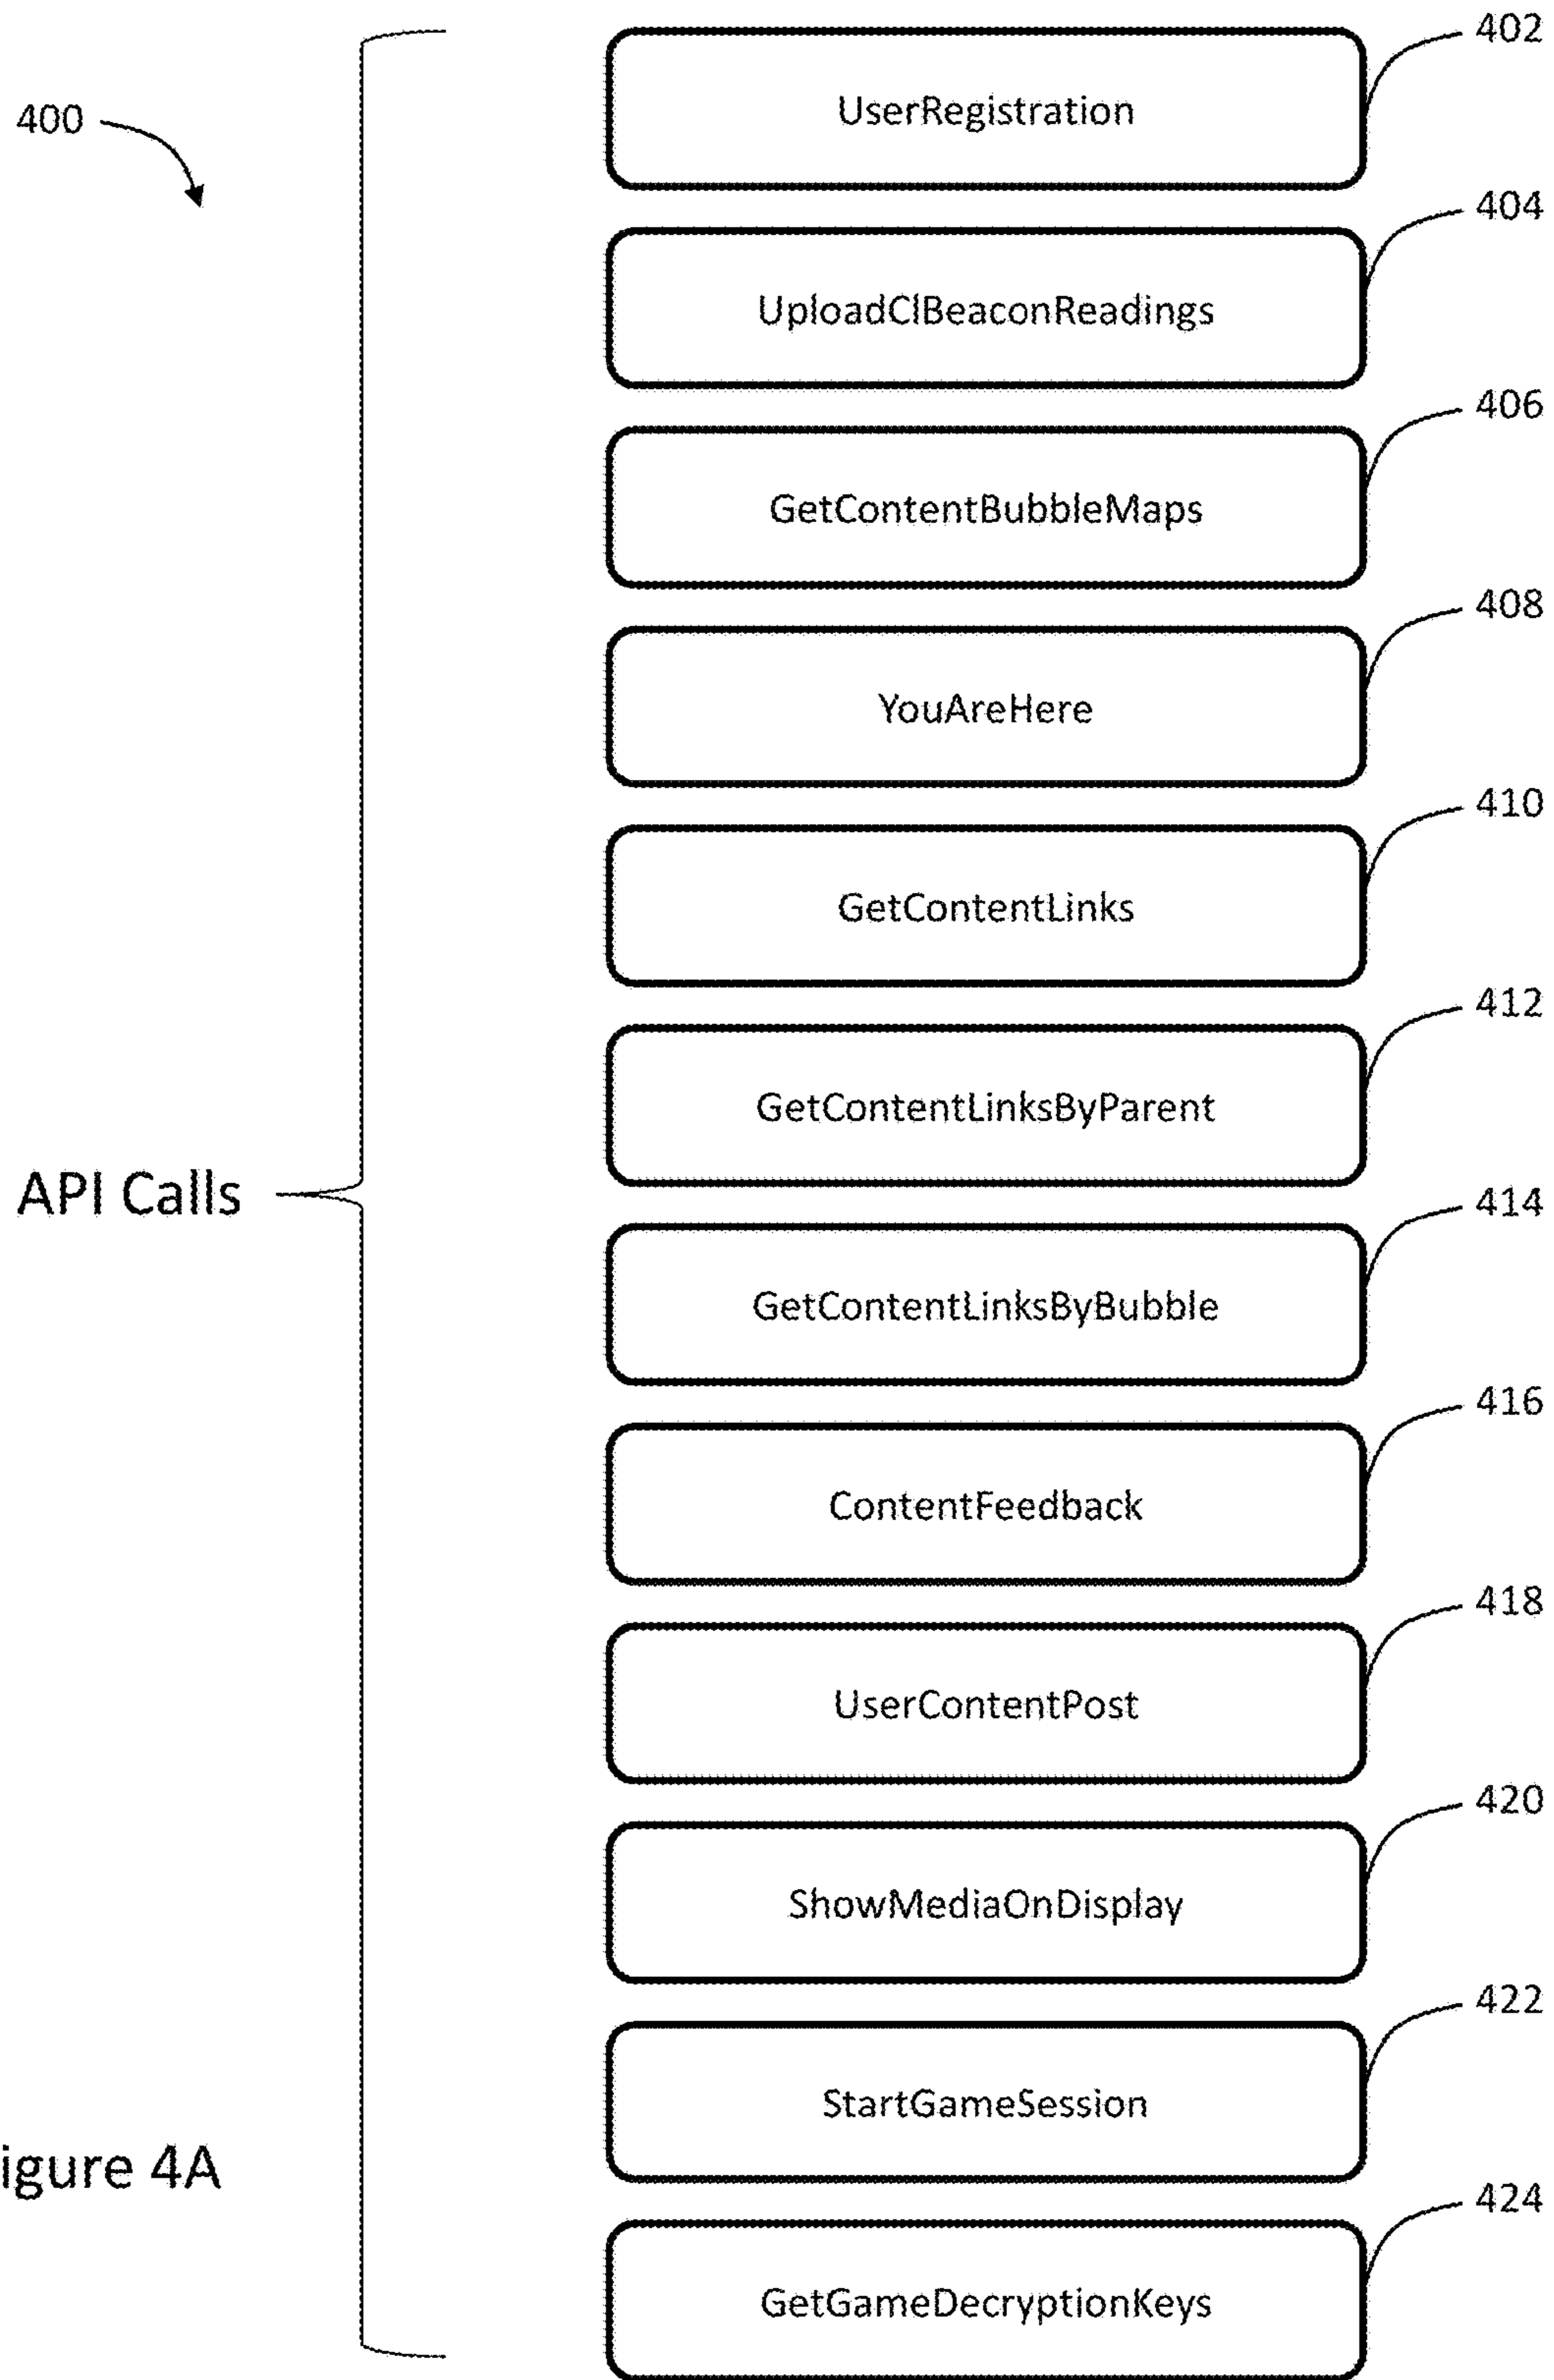 402
400
UserRegistration
404
UploadClBeaconReadings
406
GetContentBubbleMaps
408
YouAreHere
410
GetContentLinks
412
GetContentLinksByParent
API Calls
414
GetContentLinksByBubble
416
ContentFeedback
418
UserContentPost
420
ShowMediaOnDisplay
422
StartGameSession
igure 4A
424
GetGameDecryptionKeys